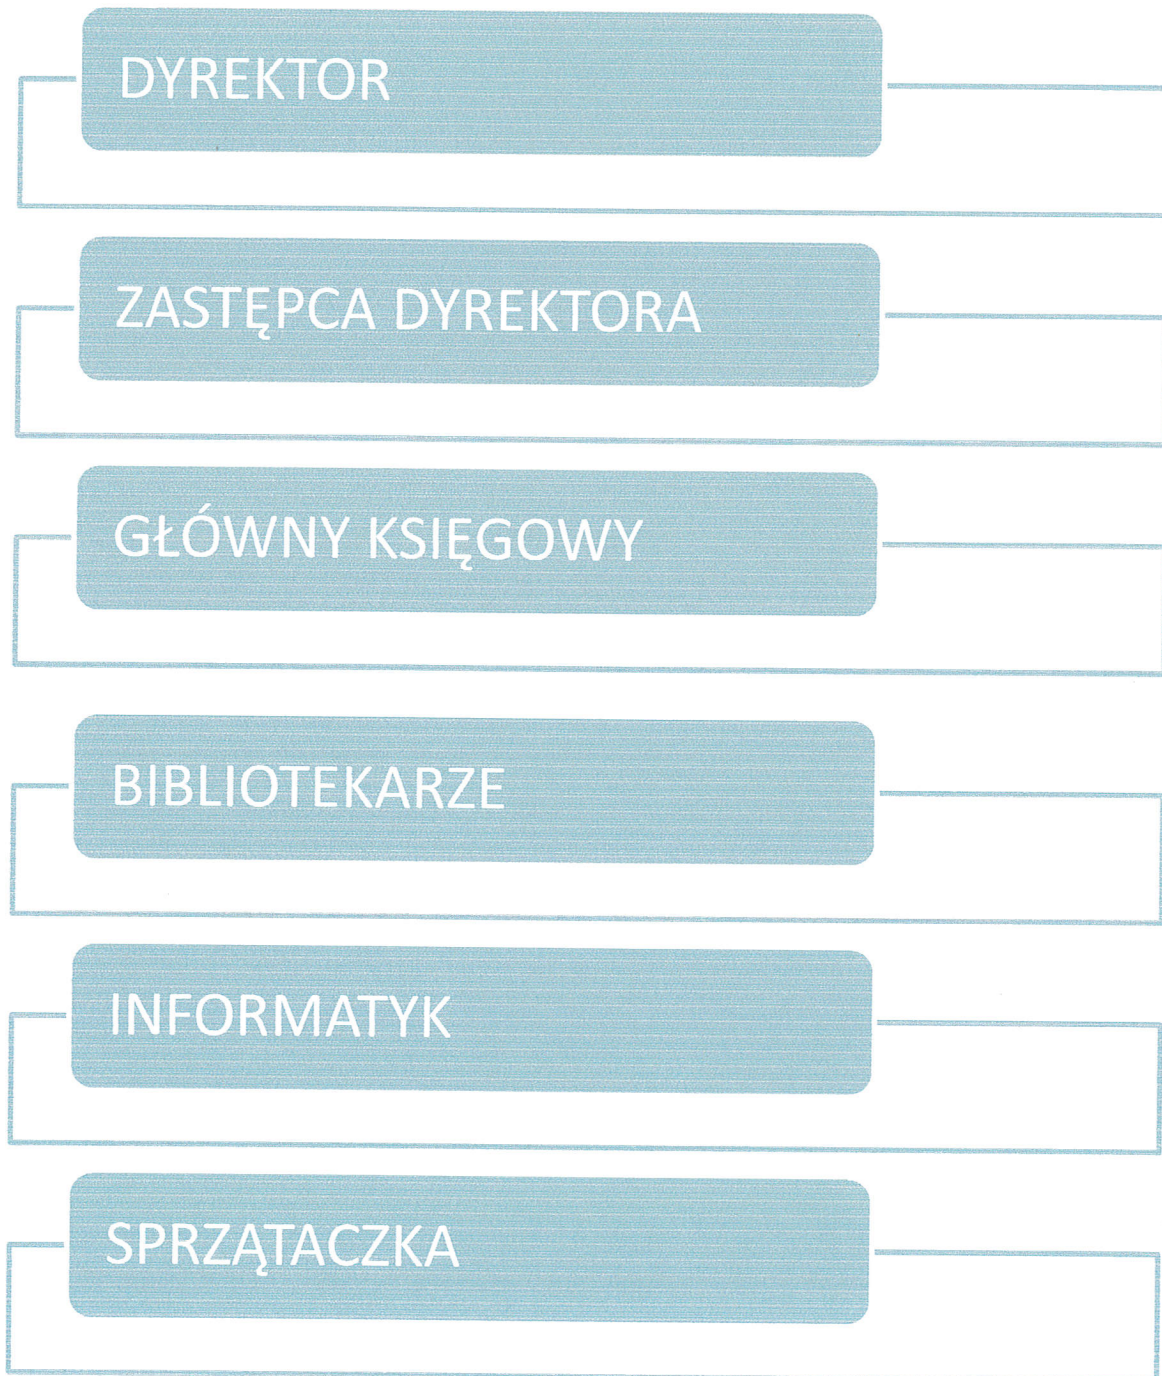 DYREKTOR
ZASTĘPCA DYREKTORA
GŁÓWNY KSIĘGOWY
BIBLIOTEKARZE
INFORMATYK
SPRZĄTACZKA